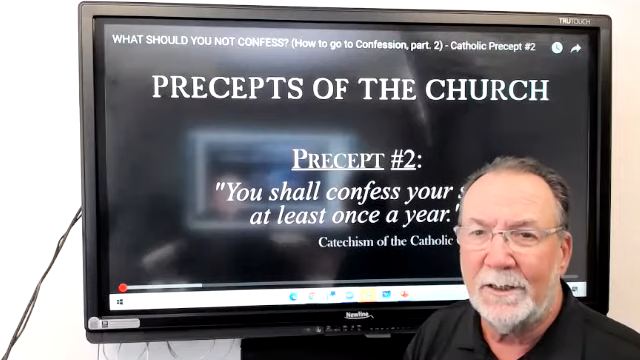 TRUTOUCH
WHAT SHOULD YOU NOT CONFESS? (How to go to Confession, part. 2) - Catholic Precept #2
PRECEPTS OF THE CHURCH
PRECEPT #2:
"You shall confess your
at least once a year."
Catechism of the Catholic
Newline